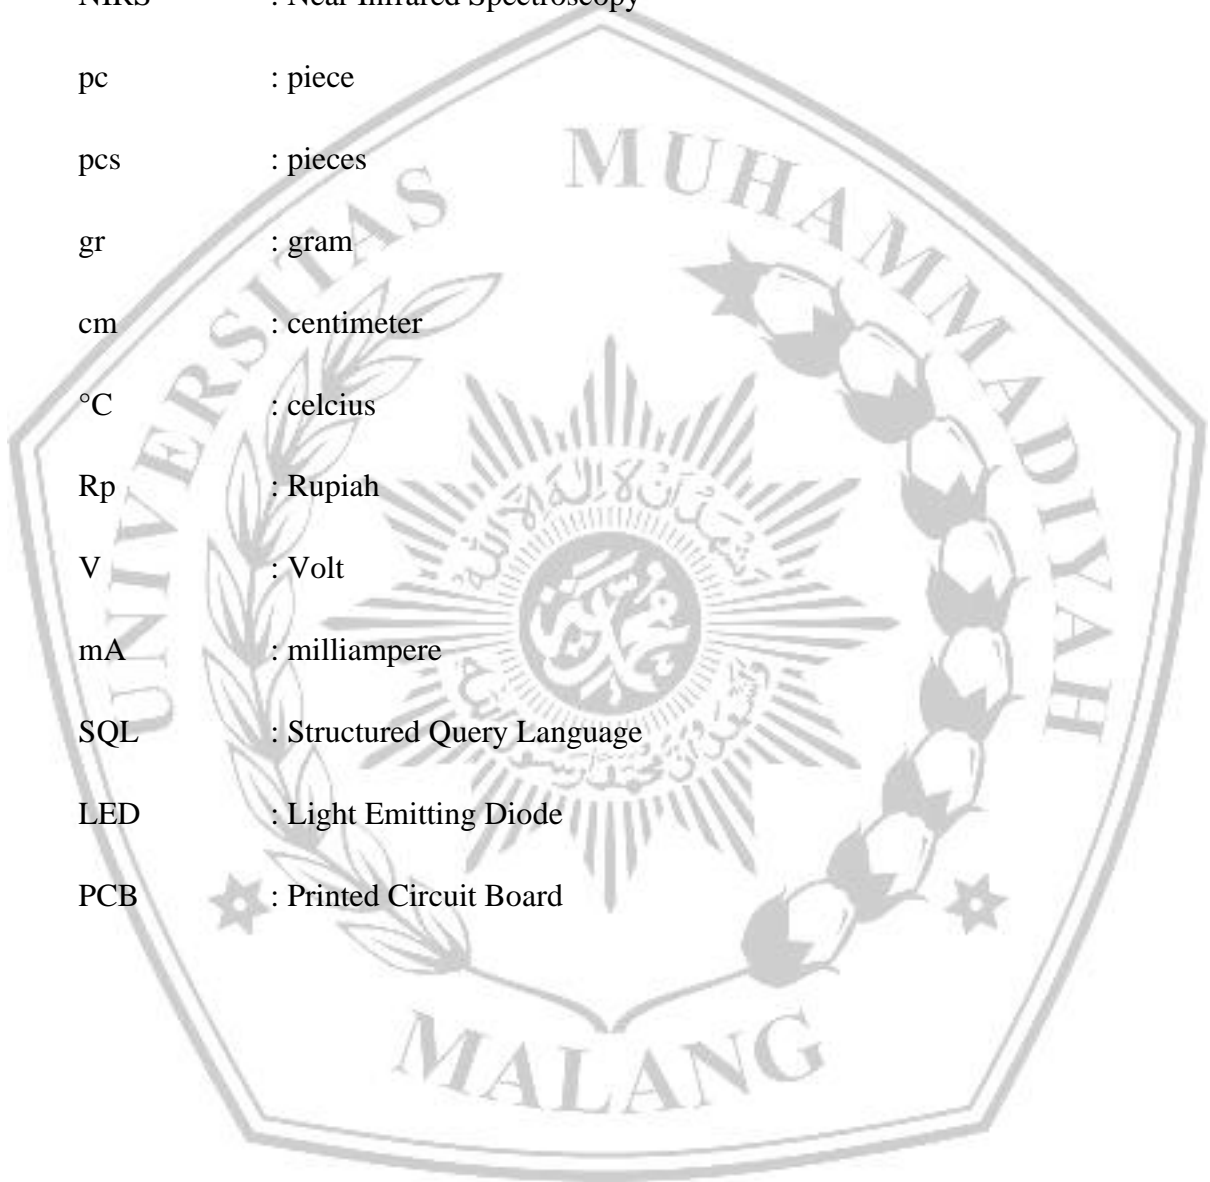 NIRS : Near Infrared Spectroscopy
pc : piece
pcs : pieces
gr : gram
cm : centimeter
°C : celcius
Rp : Rupiah
V : Volt
mA : milliampere
SQL : Structured Query Language
LED : Light Emitting Diode
PCB : Printed Circuit Board
UNIVERSITAS MUHAMMADIYAH
MALANG